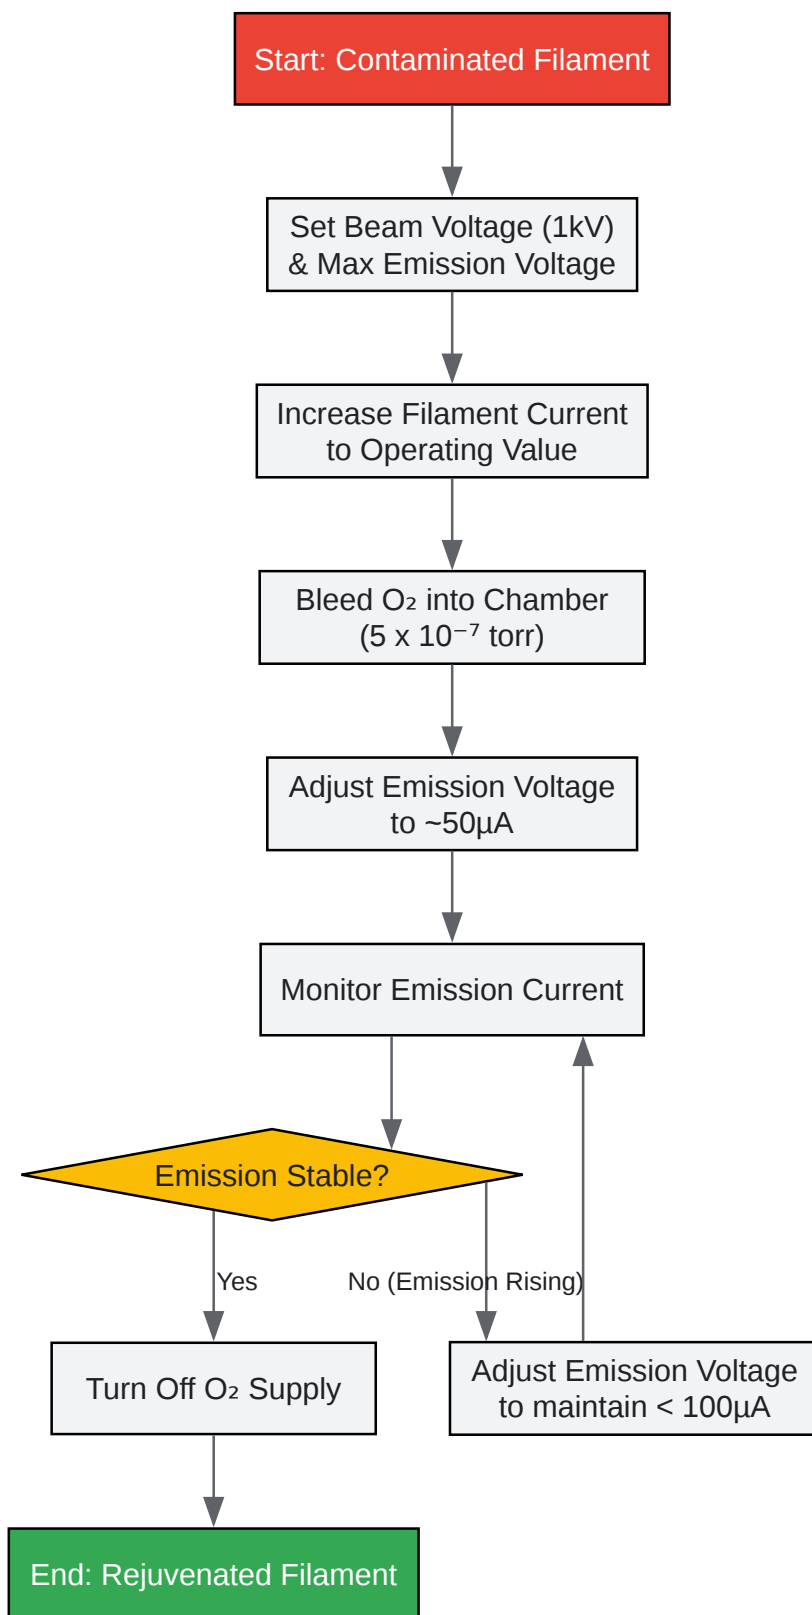 Start: Contaminated Filament
Set Beam Voltage (1kV)
& Max Emission Voltage
Increase Filament Current
to Operating Value
Bleed O₂ into Chamber
(5 x 10⁻⁷ torr)
Adjust Emission Voltage
to ~50µA
Monitor Emission Current
Emission Stable?
Yes
No (Emission Rising)
Turn Off O₂ Supply
Adjust Emission Voltage
to maintain < 100µA
End: Rejuvenated Filament